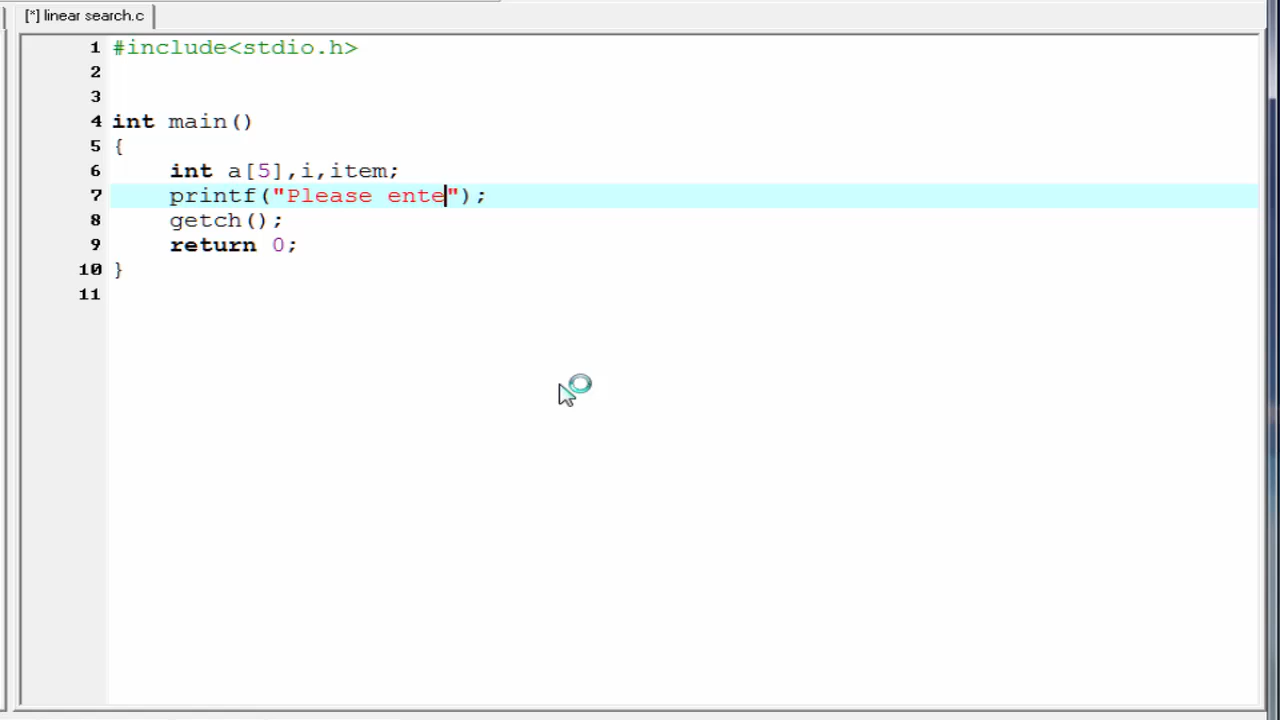 [*] linear search.c
1 #include<stdio.h>
2
3
4 int main()
5 {
6 int a[5],i,item;
7 printf("Please ente");
8 getch();
9 return 0;
10 }
11